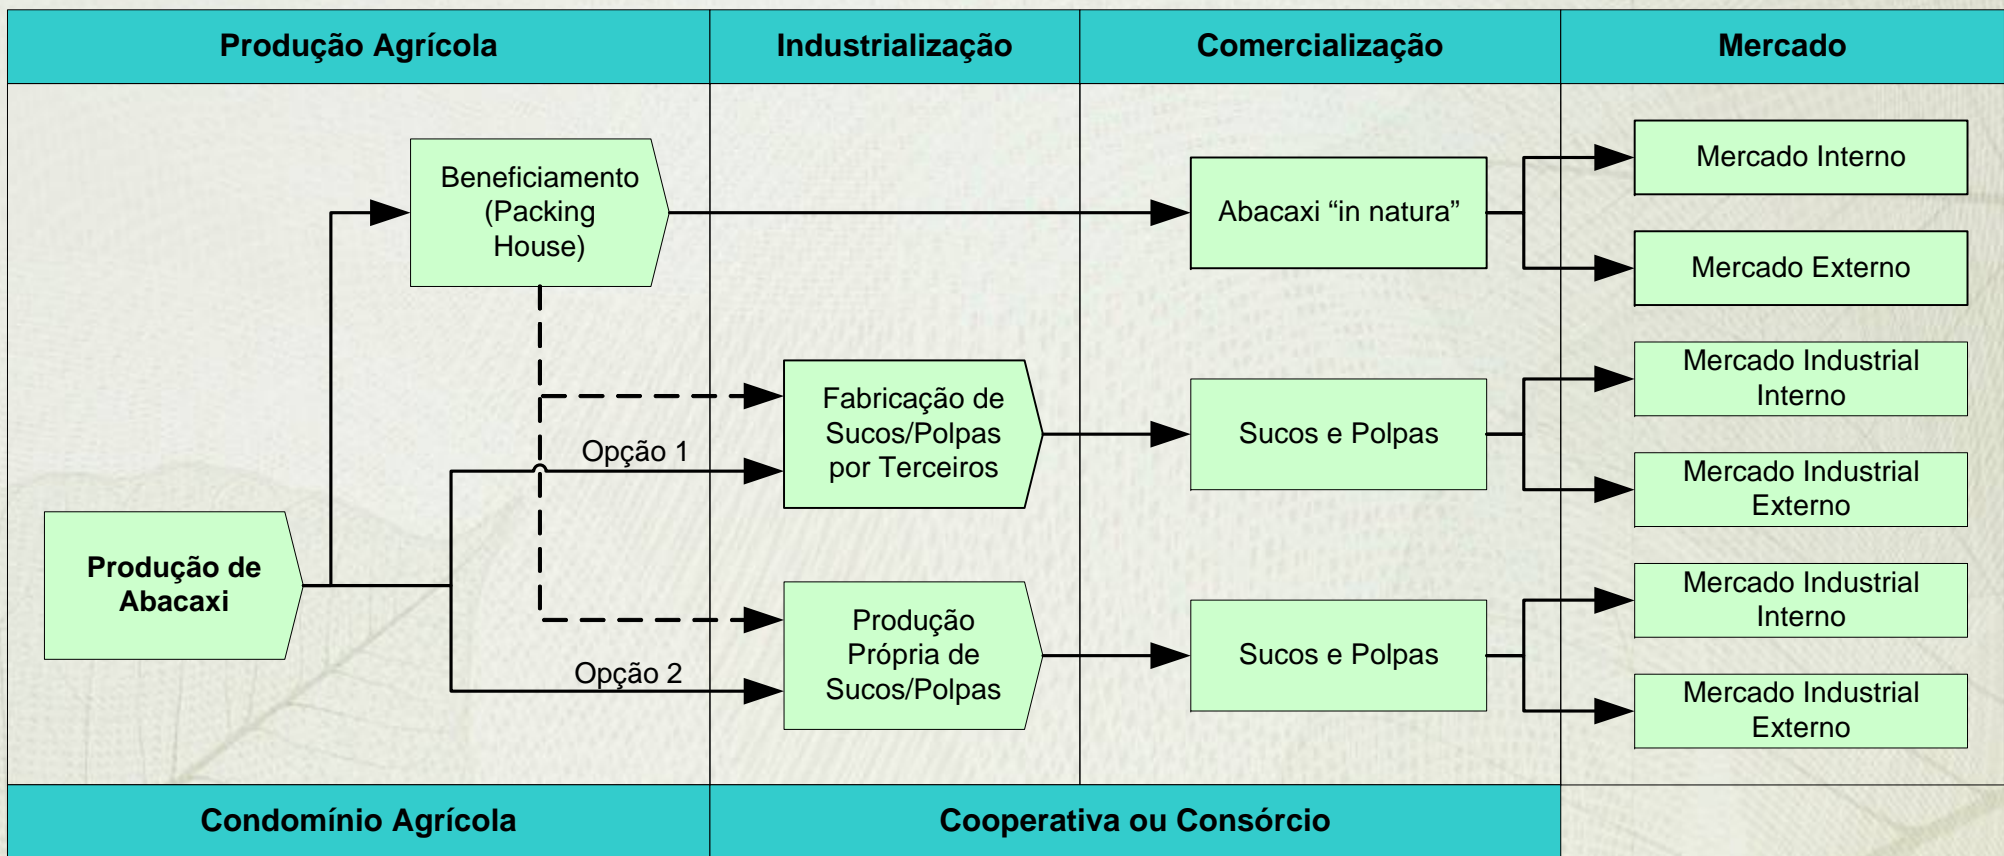 Produção Agrícola
Industrialização
Comercialização
Mercado
Beneficiamento
(Packing
House)
Abacaxi “in natura”
Mercado Interno
Mercado Externo
Opção 1
Fabricação de
Sucos/Polpas
por Terceiros
Sucos e Polpas
Mercado Industrial
Interno
Mercado Industrial
Externo
Produção de
Abacaxi
Opção 2
Produção
Própria de
Sucos/Polpas
Sucos e Polpas
Mercado Industrial
Interno
Mercado Industrial
Externo
Condomínio Agrícola
Cooperativa ou Consórcio